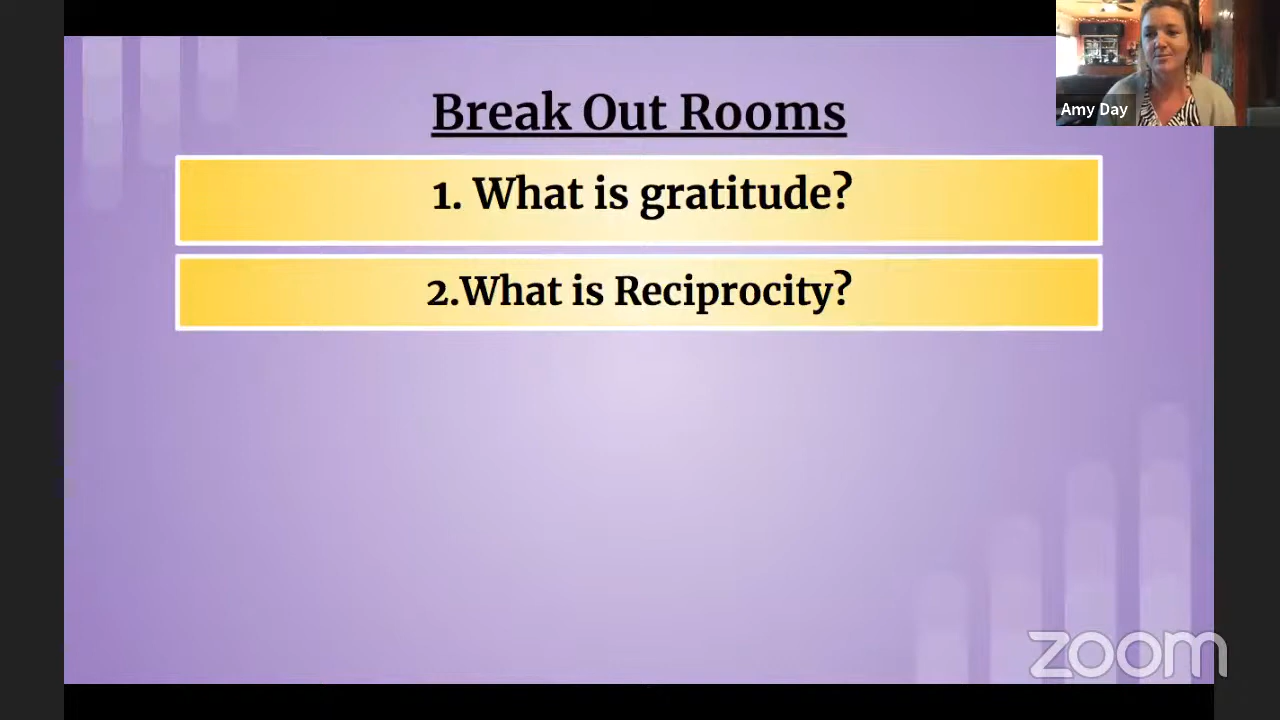 Break Out Rooms
Amy Day
1. What is gratitude?
2.What is Reciprocity?
zoom